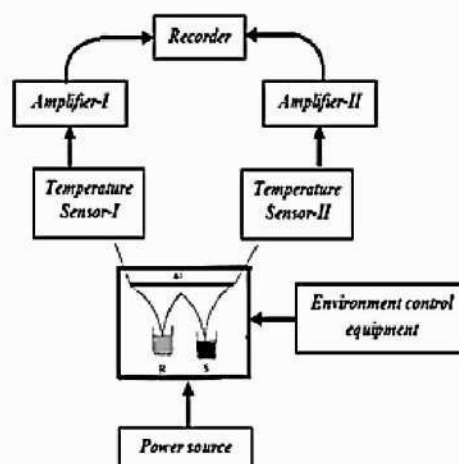 Recorder
Amplifier-I
Amplifier-II
Temperature
Sensor-I
Temperature
Sensor-II
Environment control
equipment
R
S
Power source